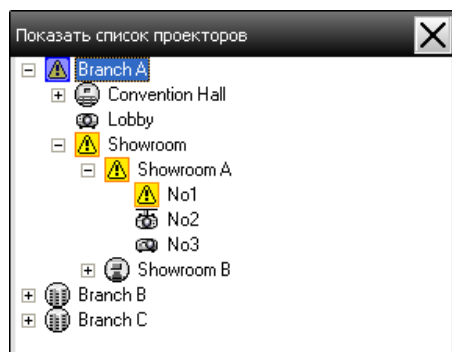 Показать список проекторов
Branch A
Convention Hall
Lobby
Showroom
Showroom A
No1
No2
No3
Showroom B
Branch B
Branch C